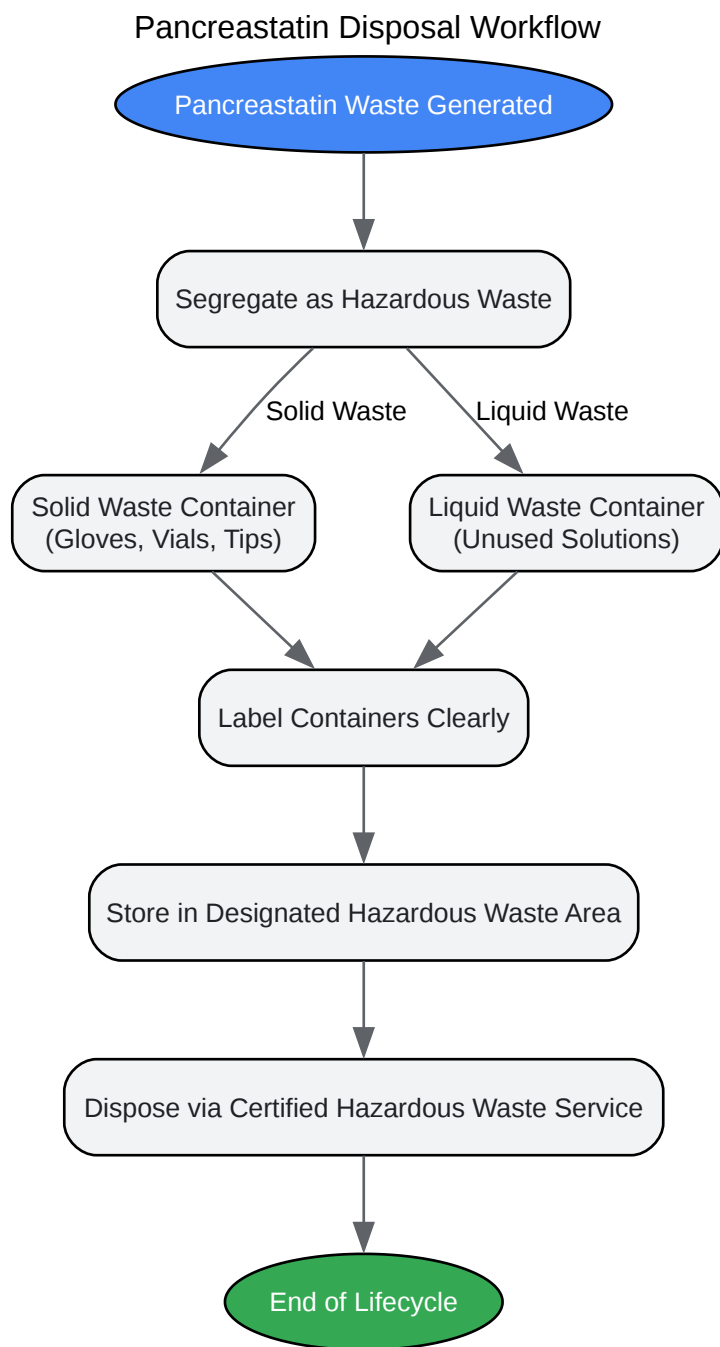 Pancreastatin Disposal Workflow
Pancreastatin Waste Generated
Segregate as Hazardous Waste
Solid Waste
Liquid Waste
Solid Waste Container
(Gloves, Vials, Tips)
Liquid Waste Container
(Unused Solutions)
Label Containers Clearly
Store in Designated Hazardous Waste Area
Dispose via Certified Hazardous Waste Service
End of Lifecycle